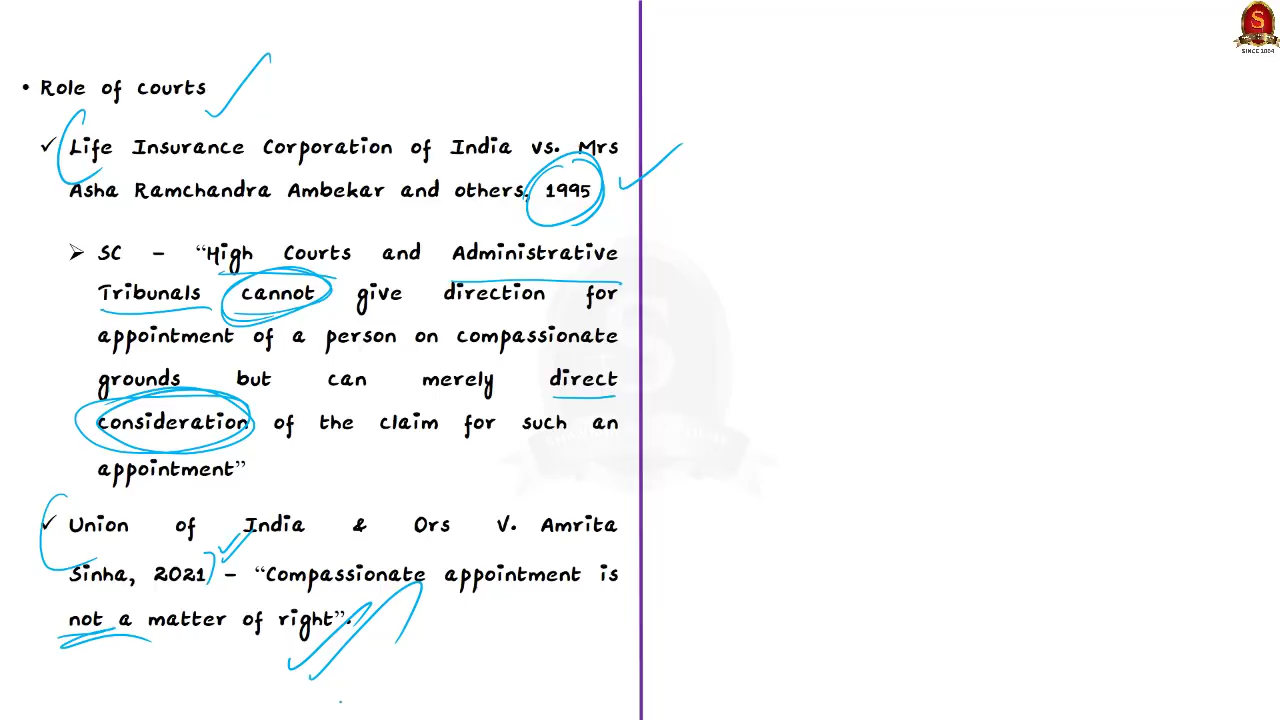 S
SINCE 2004
• Role of courts
✓ Life Insurance Corporation of India vs. Mrs
Asha Ramchandra Ambekar and others, 1995
➢ SC – “High Courts and Administrative
Tribunals cannot give direction for
appointment of a person on compassionate
grounds but can merely direct
consideration of the claim for such an
appointment”
✓ Union of India & Ors V. Amrita
Sinha, 2021 – “Compassionate appointment is
not a matter of right”.